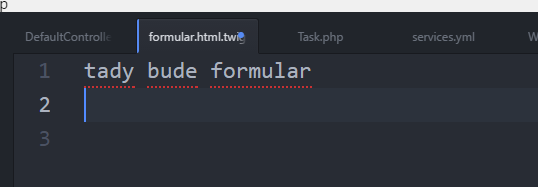 p
DefaultControlle
formular.html.twig
Task.php
services.yml
W
1 tady bude formular
2
3